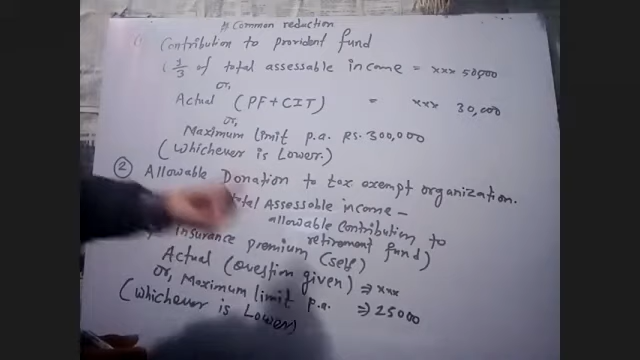 # Common reduction
(1) Contribution to provident fund
( 1/3 of total assessable income = xxx 50,000
or,
Actual (PF+CIT) = xxx 30,000
or,
Maximum limit p.a. Rs. 300,000
(whichever is Lower.)
(2) Allowable Donation to tax exempt organization.
total Assessable income -
allowable contribution to
retirement fund)
Insurance premium (self)
Actual (question given) ⇒ xxx
or, Maximum limit p.a. ⇒ 25000
(whichever is Lower)